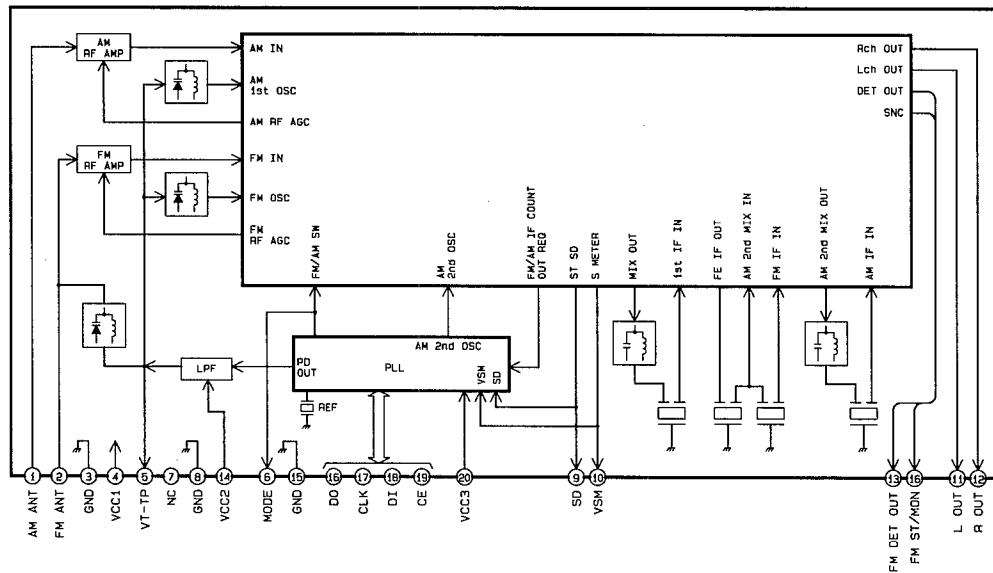 AM
RF AMP
AM IN
AM
1st OSC
AM RF AGC
FM
RF AMP
FM IN
FM OSC
FM
RF AGC
Rch OUT
Lch OUT
DET OUT
SNC
FM/AM SW
AM
2nd OSC
FM/AM IF COUNT
OUT REQ
ST SD
S METER
MIX OUT
1st IF IN
FE IF OUT
AM 2nd MIX IN
FM IF IN
AM 2nd MIX OUT
AM IF IN
LPF
PD
OUT
AM 2nd OSC
PLL
VSM
SD
REF
1
2
3
4
5
7
8
14
6
15
16
17
18
19
20
9
10
13
16
11
12
AM ANT
FM ANT
GND
VCC1
VT-TP
NC
GND
VCC2
MODE
GND
DO
CLK
DI
CE
VCC3
SD
VSM
FM DET OUT
FM ST/MON
L OUT
R OUT